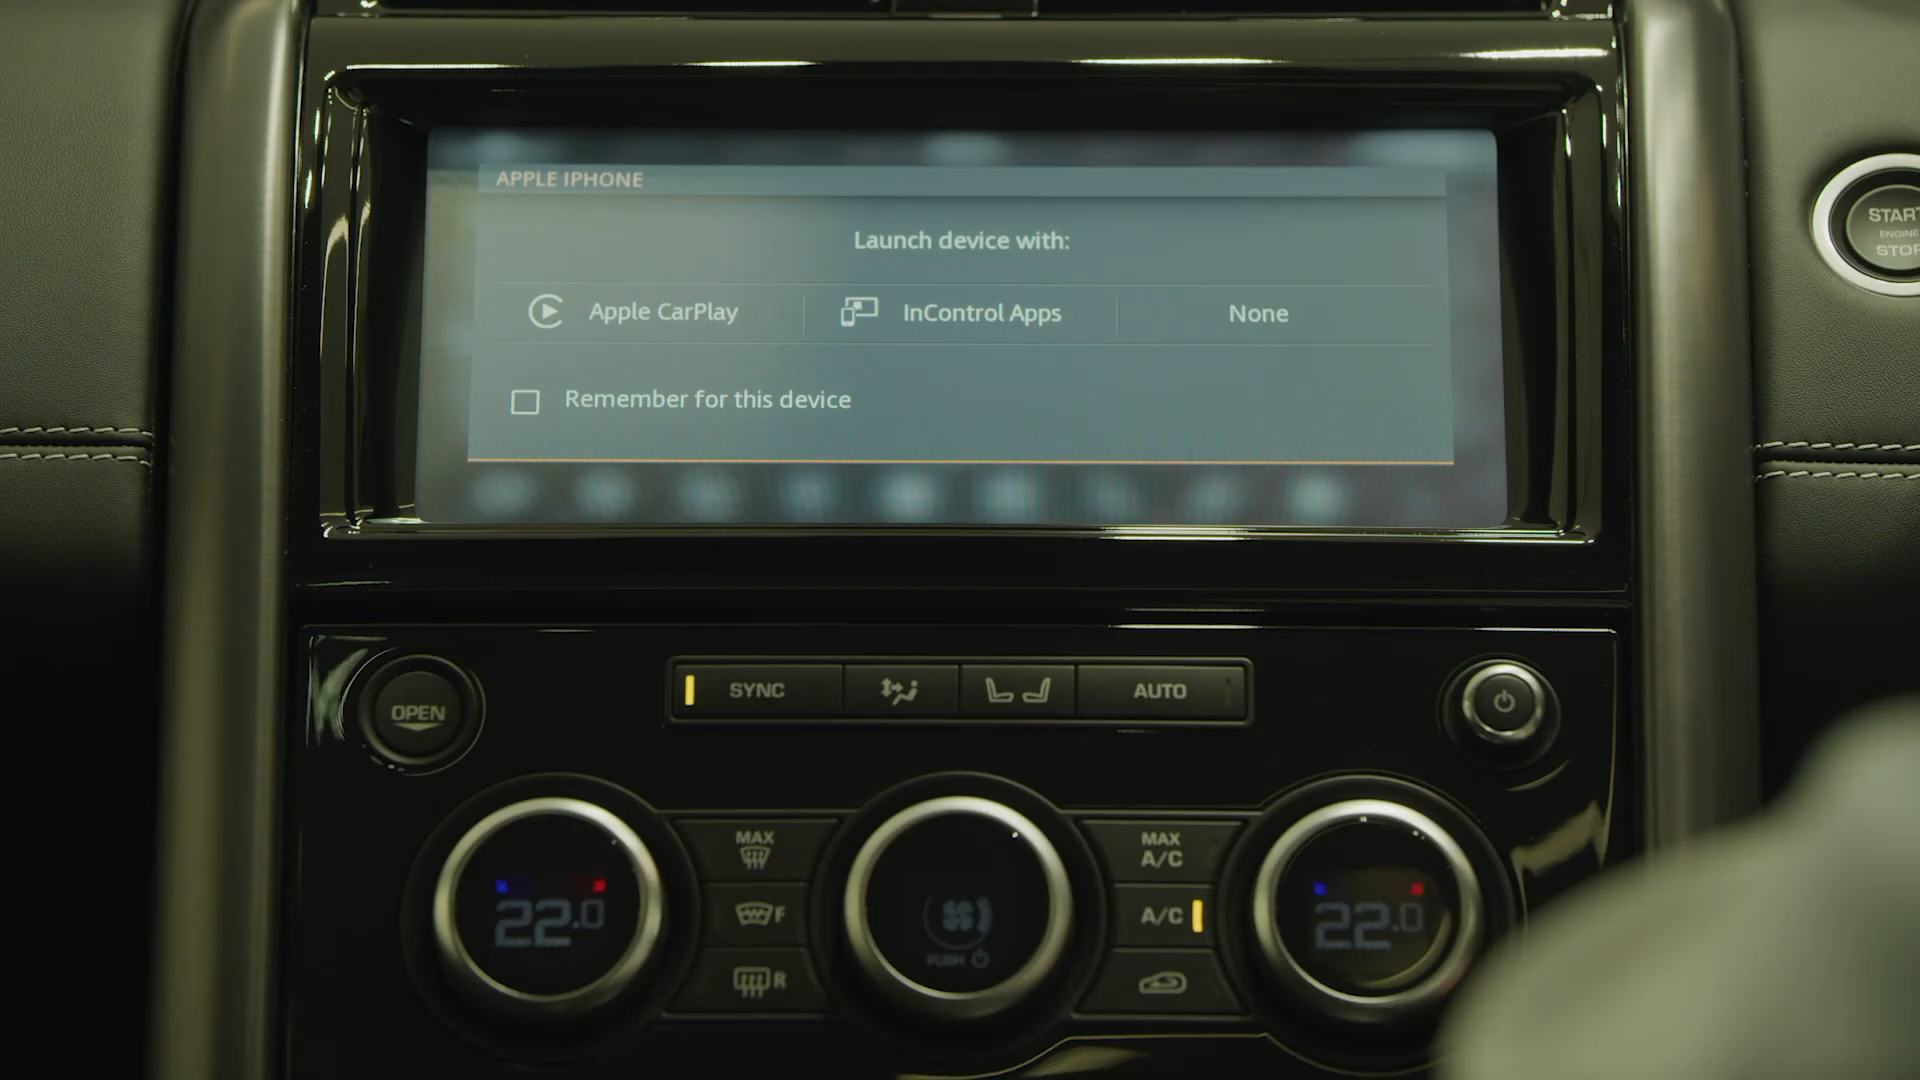 APPLE IPHONE
Launch device with:
Apple CarPlay
InControl Apps
None
Remember for this device
START
ENGINE
STOP
OPEN
SYNC
AUTO
MAX
MAX
A/C
22.0
F
PUSH
A/C
22.0
R